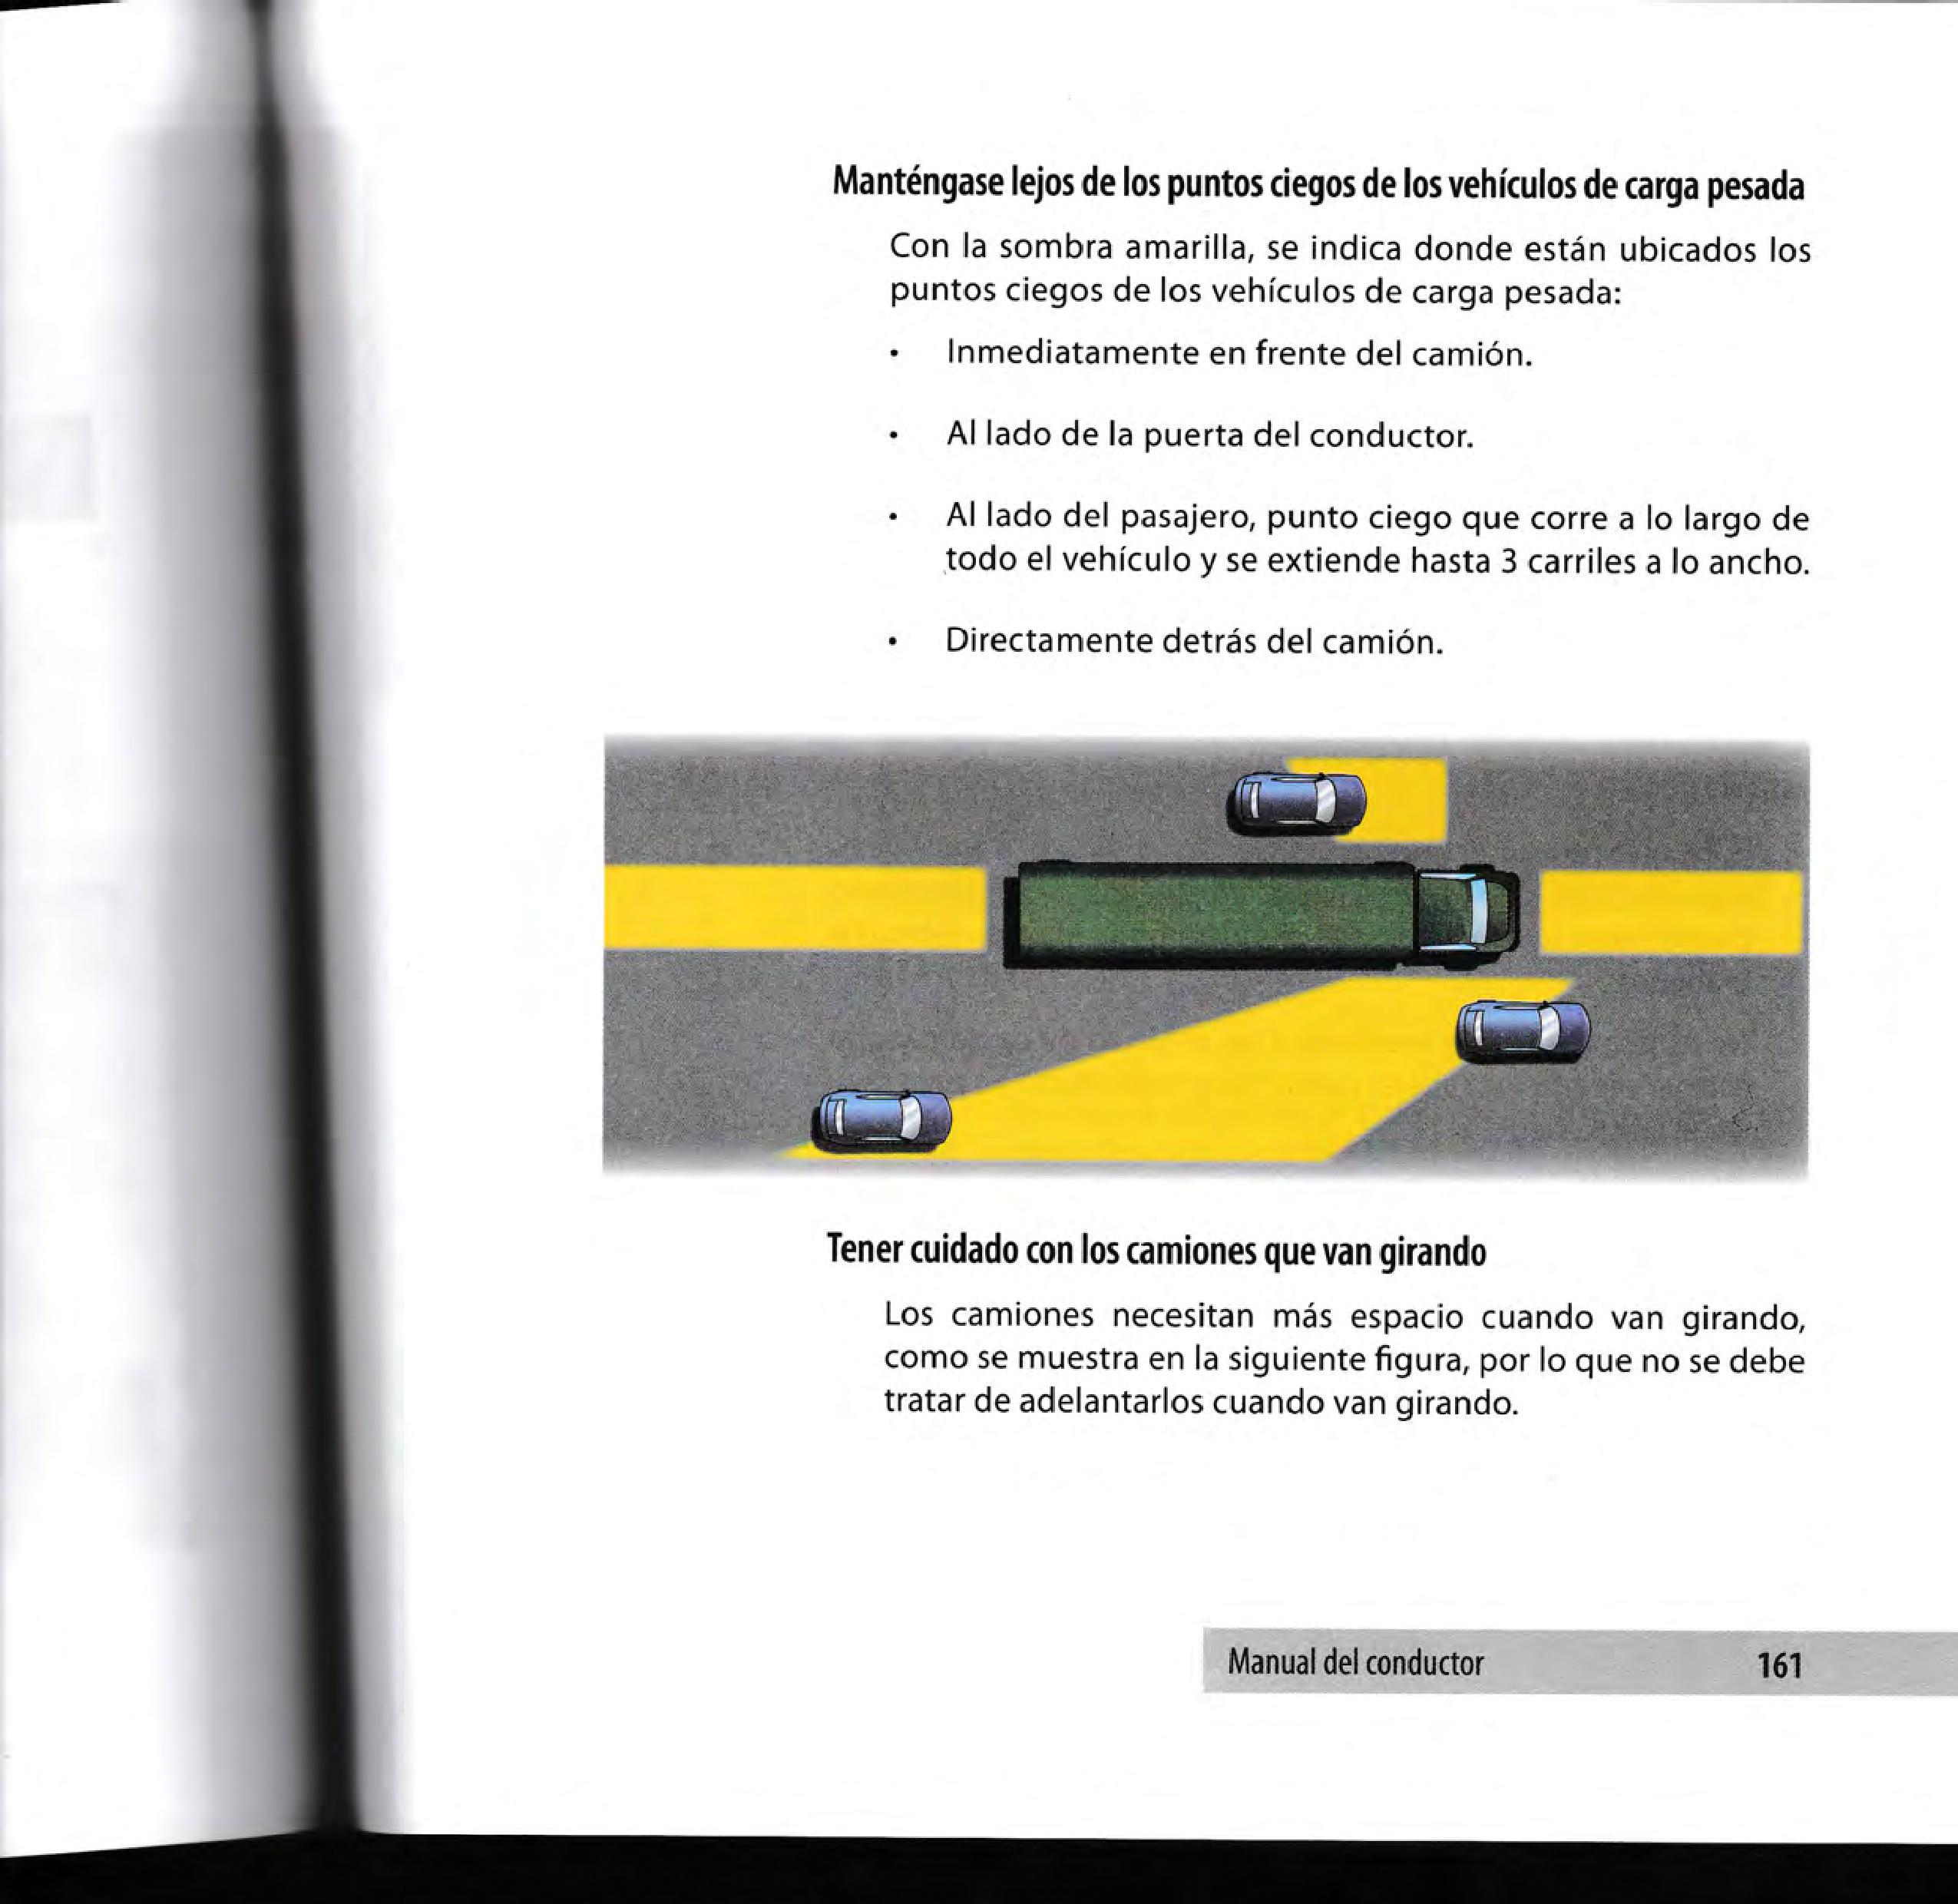 Manténgase lejos de los puntos ciegos de los vehículos de carga pesada
Con la sombra amarilla, se indica donde están ubicados los
puntos ciegos de los vehículos de carga pesada:
• Inmediatamente en frente del camión.
• Al lado de la puerta del conductor.
• Al lado del pasajero, punto ciego que corre a lo largo de
todo el vehículo y se extiende hasta 3 carriles a lo ancho.
• Directamente detrás del camión.
Tener cuidado con los camiones que van girando
Los camiones necesitan más espacio cuando van girando,
como se muestra en la siguiente figura, por lo que no se debe
tratar de adelantarlos cuando van girando.
Manual del conductor 161